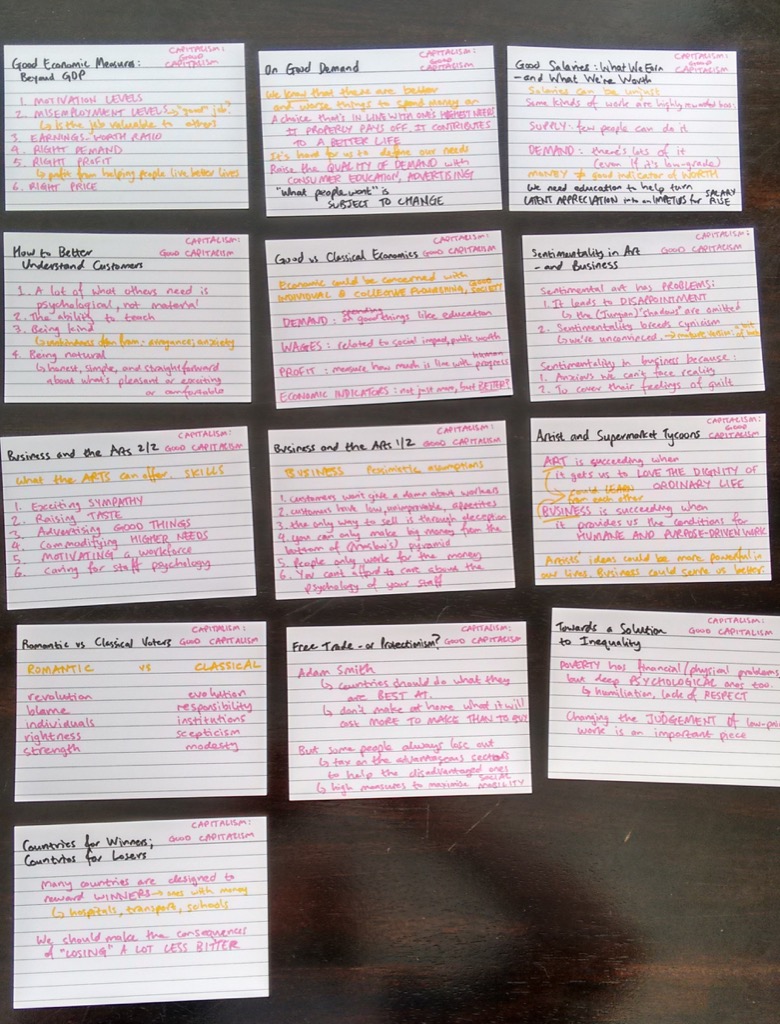 Good Economic Measures:
Beyond GDP
CAPITALISM:
GOOD
CAPITALISM
1. MOTIVATION LEVELS
2. MISEMPLOYMENT LEVELS → "good" job?
↳ is the job valuable to others
3. EARNINGS-WORTH RATIO
4. RIGHT DEMAND
5. RIGHT PROFIT
↳ profit from helping people live better lives
6. RIGHT PRICE
On Good Demand
CAPITALISM:
GOOD
CAPITALISM
We know that there are better
and worse things to spend money on
A choice that's IN LINE WITH ONE'S HIGHEST NEEDS
IT PROPERLY PAYS OFF, IT CONTRIBUTES
TO A BETTER LIFE
It's hard for us to define our needs
Raise the QUALITY OF DEMAND with
CONSUMER EDUCATION, ADVERTISING
"What people want" is
SUBJECT TO CHANGE
Good Salaries: What We Earn
- and What We're Worth
CAPITALISM:
GOOD
CAPITALISM
Salaries can be unjust
Some kinds of work are highly rewarded
SUPPLY: few people can do it
DEMAND: there's lots of it
(even if it's low-grade)
MONEY ≠ good indicator of WORTH
We need education to help turn
LATENT APPRECIATION into an IMPETUS for SALARY RISE
How to Better
Understand Customers
CAPITALISM:
GOOD CAPITALISM
1. A lot of what others need is
psychological, not material
2. The ability to teach
3. Being kind
↳ unkindness often from: arrogance, anxiety
4. Being natural
↳ honest, simple, and straightforward
about what's pleasant or exciting
or comfortable
Good vs Classical Economics
CAPITALISM:
GOOD CAPITALISM
Economic could be concerned with
INDIVIDUAL & COLLECTIVE FLOURISHING, GOOD SOCIETY
DEMAND: spending on good things like education
WAGES: related to social impact, public worth
PROFIT: measure how much is live with human progress
ECONOMIC INDICATORS: not just more, but BETTER?
Sentimentality in Art
- and Business
CAPITALISM:
GOOD CAPITALISM
Sentimental art has PROBLEMS:
1. It leads to DISAPPOINTMENT
↳ the (Jungian) "shadows" are omitted
2. Sentimentality breeds cynicism
↳ we're unconvinced → mature version: "bit of both"
Sentimentality in business because:
1. Anxious we can't face reality
2. To cover their feelings of guilt
Business and the Arts 2/2
CAPITALISM:
GOOD CAPITALISM
What the ARTS can offer. SKILLS
1. Exciting SYMPATHY
2. Raising TASTE
3. Advertising GOOD THINGS
4. Commodifying HIGHER NEEDS
5. MOTIVATING a workforce
6. Caring for staff psychology
Business and the Arts 1/2
CAPITALISM:
GOOD CAPITALISM
BUSINESS Pessimistic assumptions
1. customers won't give a damn about workers
2. customers have low, unimprovable, appetites
3. the only way to sell is through deception
4. you can only make big money from the
bottom of (Maslow's) pyramid
5. People only work for the money
6. You can't afford to care about the
psychology of your staff
Artist and Supermarket Tycoons
CAPITALISM:
GOOD
CAPITALISM
ART is succeeding when
it gets us to LOVE THE DIGNITY OF
ORDINARY LIFE
could LEARN
from each other
BUSINESS is succeeding when
it provides us the conditions for
HUMANE AND PURPOSE-DRIVEN WORK
Artists' ideas could be more powerful in
our lives. Business could serve us better.
Romantic vs Classical Voters
CAPITALISM:
GOOD CAPITALISM
ROMANTIC vs CLASSICAL
revolution evolution
blame responsibility
individuals institutions
rightness scepticism
strength modesty
Free Trade - or Protectionism?
CAPITALISM:
GOOD CAPITALISM
Adam Smith
↳ countries should do what they
are BEST AT.
↳ don't make at home what it will
cost MORE TO MAKE THAN TO BUY
But some people always lose out
↳ tax on the advantageous sectors
to help the disadvantaged ones
↳ high measures to maximise SOCIAL MOBILITY
Towards a Solution
to Inequality
CAPITALISM:
GOOD CAPITALISM
POVERTY has financial/physical problems
but deep PSYCHOLOGICAL ones too
↳ humiliation, lack of RESPECT
Changing the JUDGEMENT of low-pai
work is an important piece
Countries for Winners;
Countries for Losers
CAPITALISM:
GOOD CAPITALISM
Many countries are designed to
reward WINNERS → ones with money
↳ hospitals, transport, schools
We should make the consequences
of "LOSING" A LOT LESS BITTER